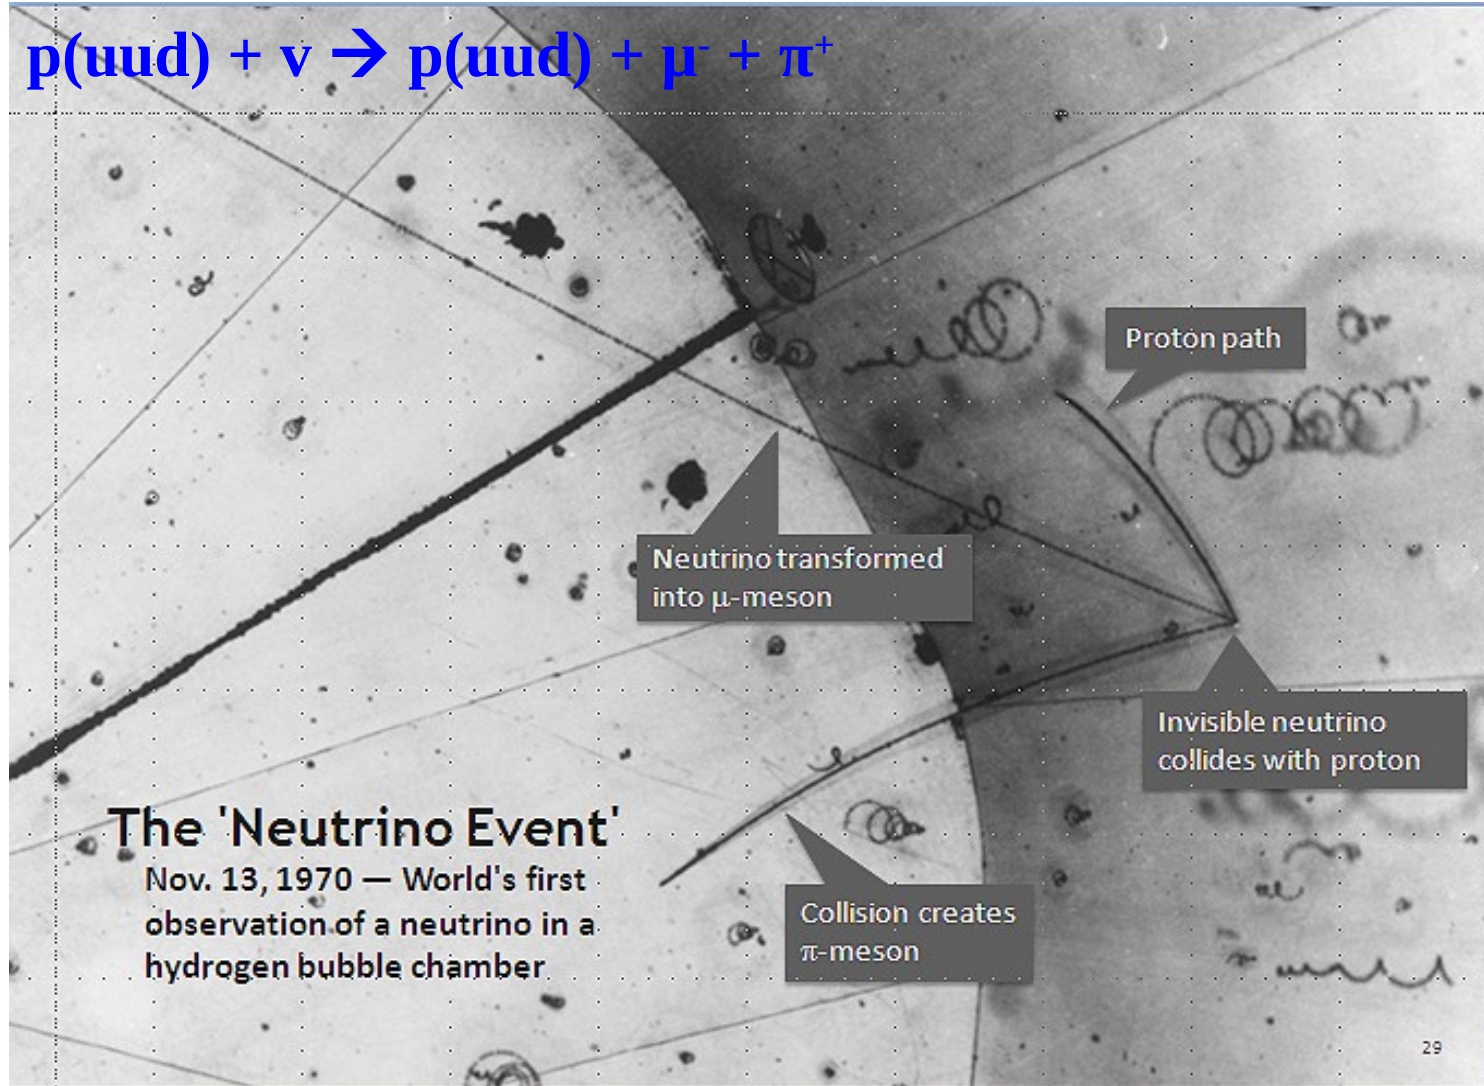 p(uud) + ν → p(uud) + μ⁻ + π⁺
Proton path
Neutrino transformed
into μ-meson
Invisible neutrino
collides with proton
The 'Neutrino Event'
Nov. 13, 1970 — World's first
observation of a neutrino in a
hydrogen bubble chamber
Collision creates
π-meson
29